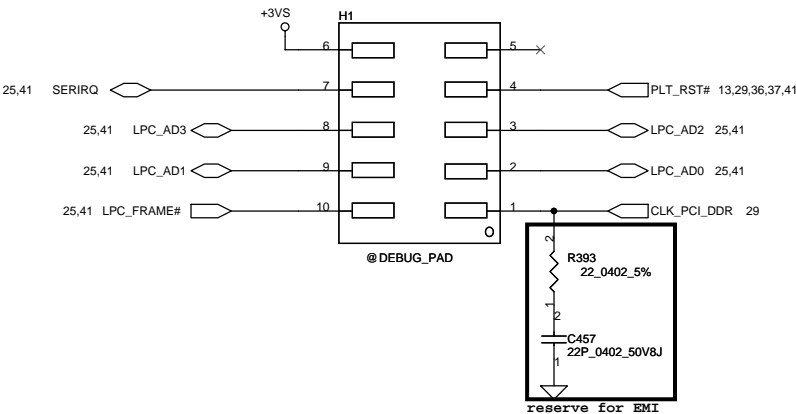 +3VS
H1
6
5
25,41 SERIRQ
7
4
PLT_RST# 13,29,36,37,41
25,41 LPC_AD3
8
3
LPC_AD2 25,41
25,41 LPC_AD1
9
2
LPC_AD0 25,41
25,41 LPC_FRAME#
10
1
CLK_PCI_DDR 29
@DEBUG_PAD
2
R393
22_0402_5%
1
2
C457
22P_0402_50V8J
1
reserve for EMI